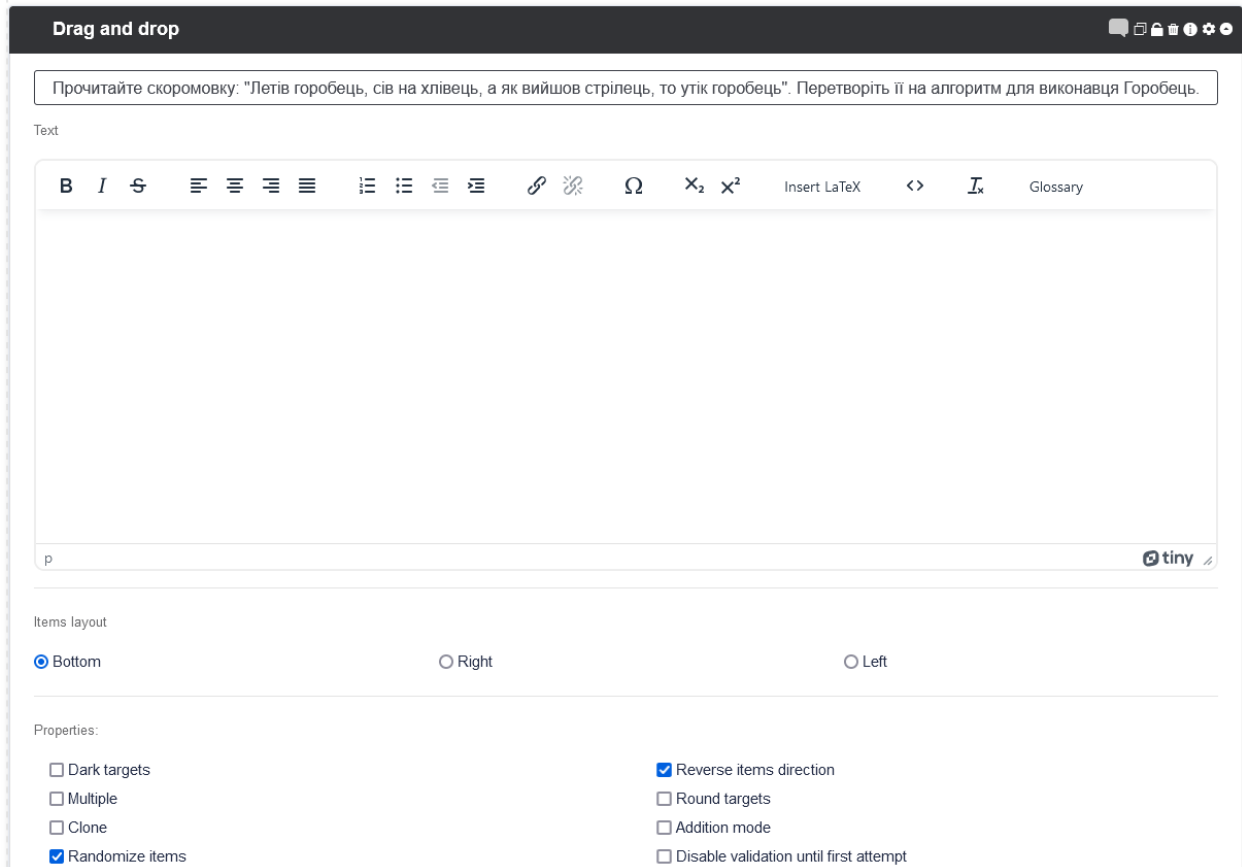 Drag and drop
Прочитайте скоромовку: "Летів горобець, сів на хлівець, а як вийшов стрілець, то утік горобець". Перетворіть її на алгоритм для виконавця Горобець.
Text
B I S Ω X₂ X² Insert LaTeX <> Glossary
p tiny
Items layout
Bottom Right Left
Properties:
Dark targets Reverse items direction
Multiple Round targets
Clone Addition mode
Randomize items Disable validation until first attempt